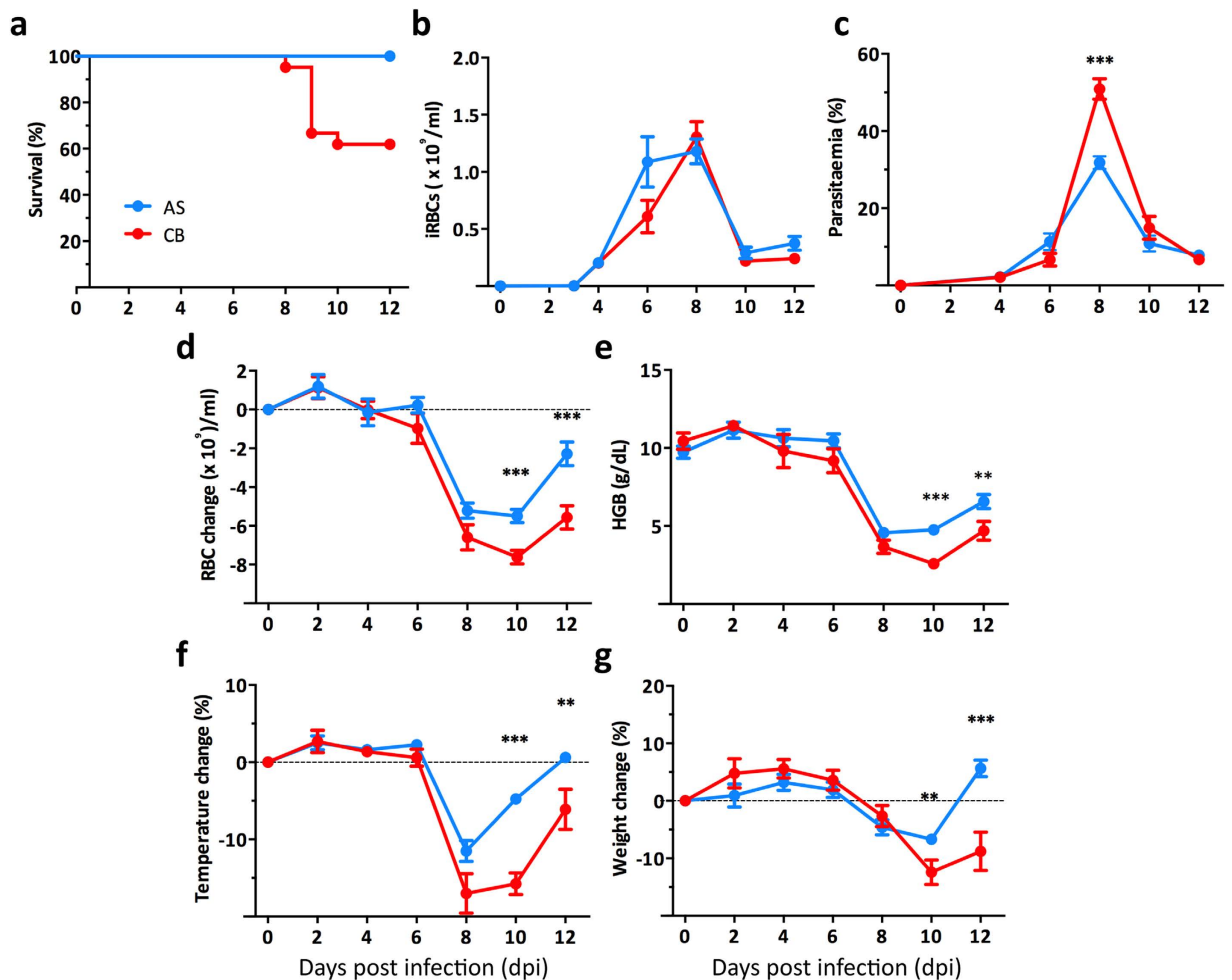 a
Survival (%)
100
80
60
40
20
AS
CB
0 2 4 6 8 10 12
b
iRBCs ( x 10⁹/ml)
2.0
1.5
1.0
0.5
0 2 4 6 8 10 12
c
Parasitaemia (%)
60
40
20
***
0 2 4 6 8 10 12
d
RBC change (x 10⁹)/ml
2
0
-2
-4
-6
-8
***
***
0 2 4 6 8 10 12
e
HGB (g/dL)
15
10
5
***
**
0 2 4 6 8 10 12
f
Temperature change (%)
10
0
-10
***
**
0 2 4 6 8 10 12
Days post infection (dpi)
g
Weight change (%)
20
10
0
-10
-20
**
***
0 2 4 6 8 10 12
Days post infection (dpi)